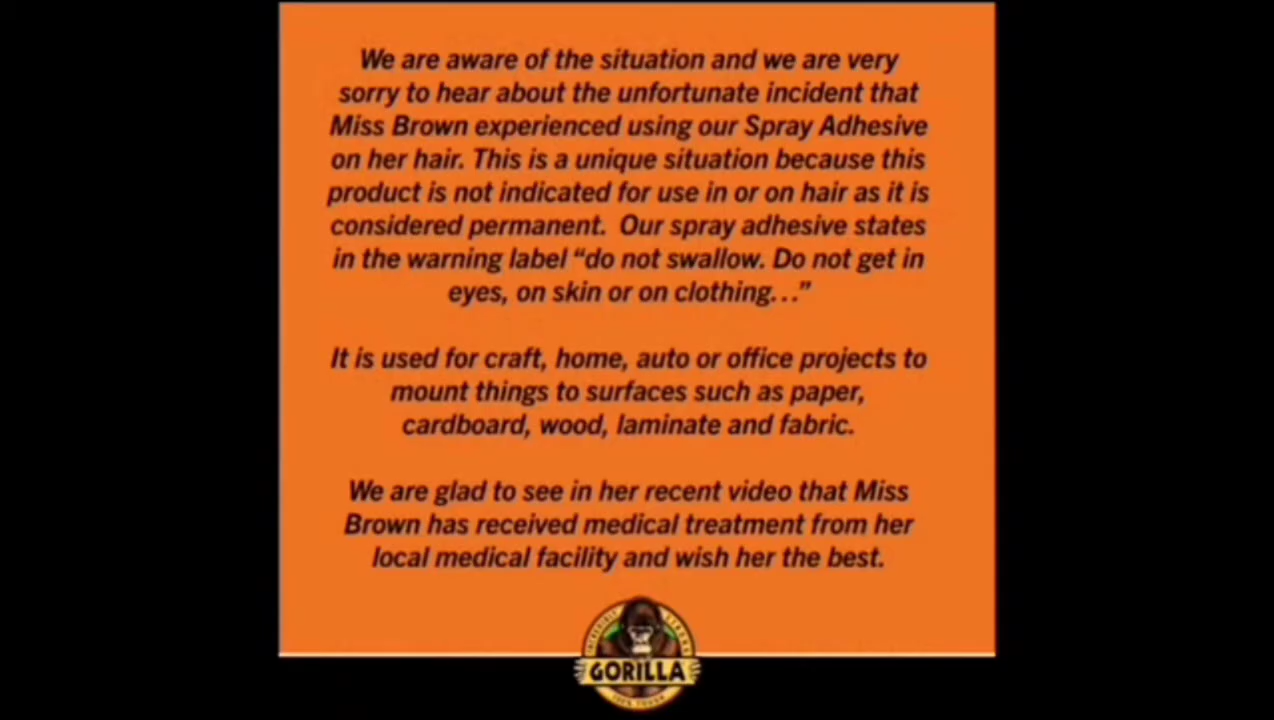 We are aware of the situation and we are very
sorry to hear about the unfortunate incident that
Miss Brown experienced using our Spray Adhesive
on her hair. This is a unique situation because this
product is not indicated for use in or on hair as it is
considered permanent.  Our spray adhesive states
in the warning label “do not swallow. Do not get in
eyes, on skin or on clothing…”
It is used for craft, home, auto or office projects to
mount things to surfaces such as paper,
cardboard, wood, laminate and fabric.
We are glad to see in her recent video that Miss
Brown has received medical treatment from her
local medical facility and wish her the best.
INCREDIBLY STRONG
GORILLA